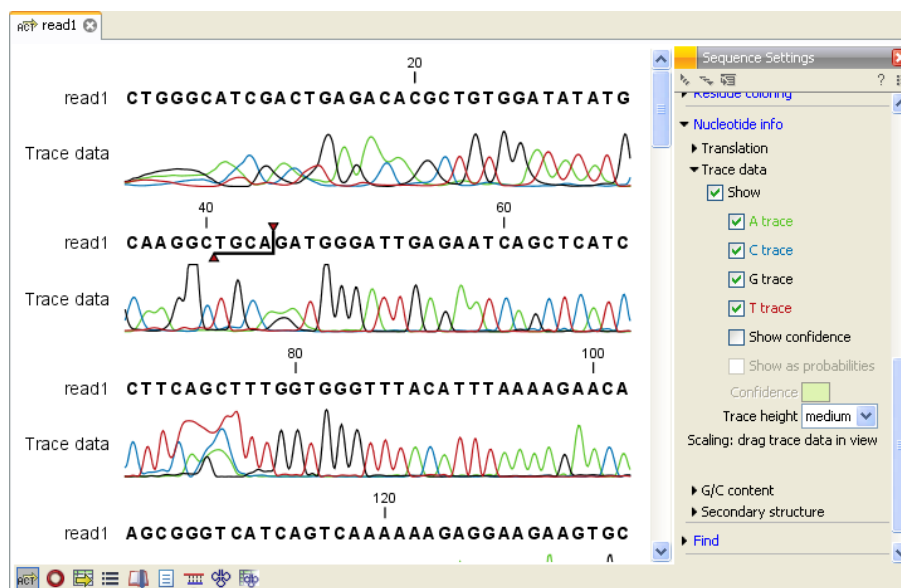 ACT read1
20
read1 CTGGGCATCGACTGAGACACGCTGTGGATATATG
Trace data
40 60
read1 CAAGGCTGCAGATGGGATTGAGAATCAGCTCATC
Trace data
80 100
read1 CTTCAGCTTTGGTGGGTTTACATTTAAAAGAACA
Trace data
120
read1 AGCGGGTCATCAGTCAAAAAAGAGGAAGAAGTGC
ACT
Sequence Settings
?
Residue coloring
Nucleotide info
Translation
Trace data
Show
A trace
C trace
G trace
T trace
Show confidence
Show as probabilities
Confidence
Trace height medium
Scaling: drag trace data in view
G/C content
Secondary structure
Find